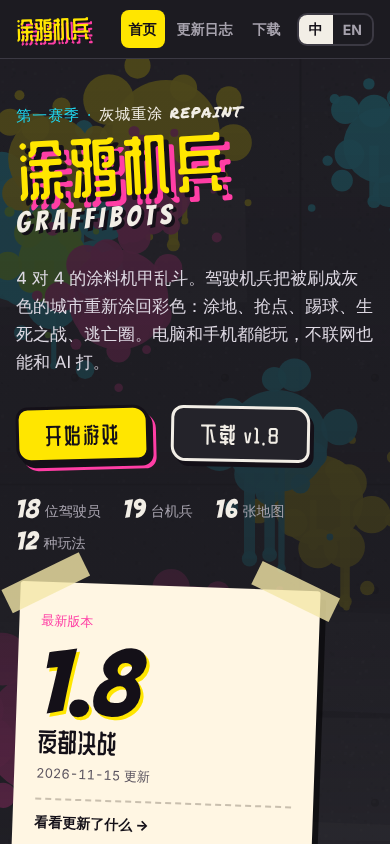 涂鸦机兵 首页 更新日志 下载 中 EN
第一赛季 · 灰城重涂 REPAINT
涂鸦机兵
GRAFFIBOTS
4 对 4 的涂料机甲乱斗。驾驶机兵把被刷成灰
色的城市重新涂回彩色：涂地、抢点、踢球、生
死之战、逃亡圈。电脑和手机都能玩，不联网也
能和 AI 打。
开始游戏 下载 v1.8
18 位驾驶员 19 台机兵 16 张地图
12 种玩法
最新版本
1.8
夜都决战
2026-11-15 更新
看看更新了什么 →